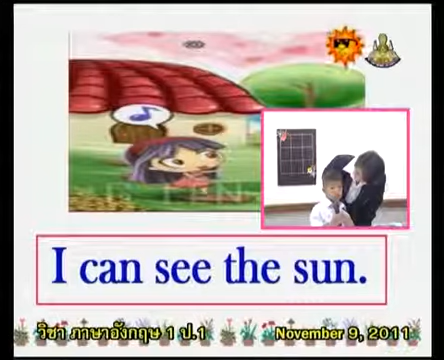 I can see the sun.
วิชา ภาษาอังกฤษ 1 ป.1 November 9, 2011